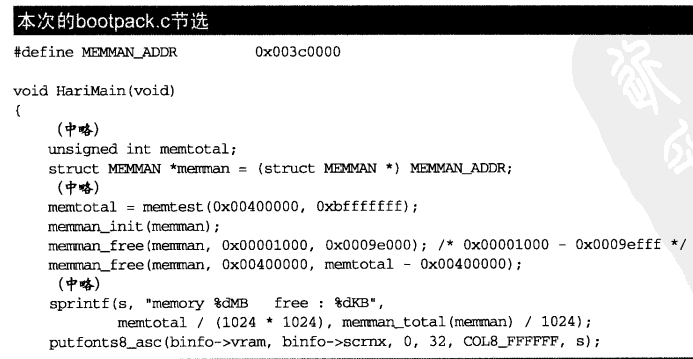 本次的bootpack.c节选
#define MEMMAN_ADDR 0x003c0000
void HariMain(void)
{
(中略)
unsigned int memtotal;
struct MEMMAN *memman = (struct MEMMAN *) MEMMAN_ADDR;
(中略)
memtotal = memtest(0x00400000, 0xbfffffff);
memman_init(memman);
memman_free(memman, 0x00001000, 0x0009e000); /* 0x00001000 - 0x0009efff */
memman_free(memman, 0x00400000, memtotal - 0x00400000);
(中略)
sprintf(s, "memory %dMB free : %dKB",
memtotal / (1024 * 1024), memman_total(memman) / 1024);
putfonts8_asc(binfo->vram, binfo->scrnx, 0, 32, COL8_FFFFFF, s);